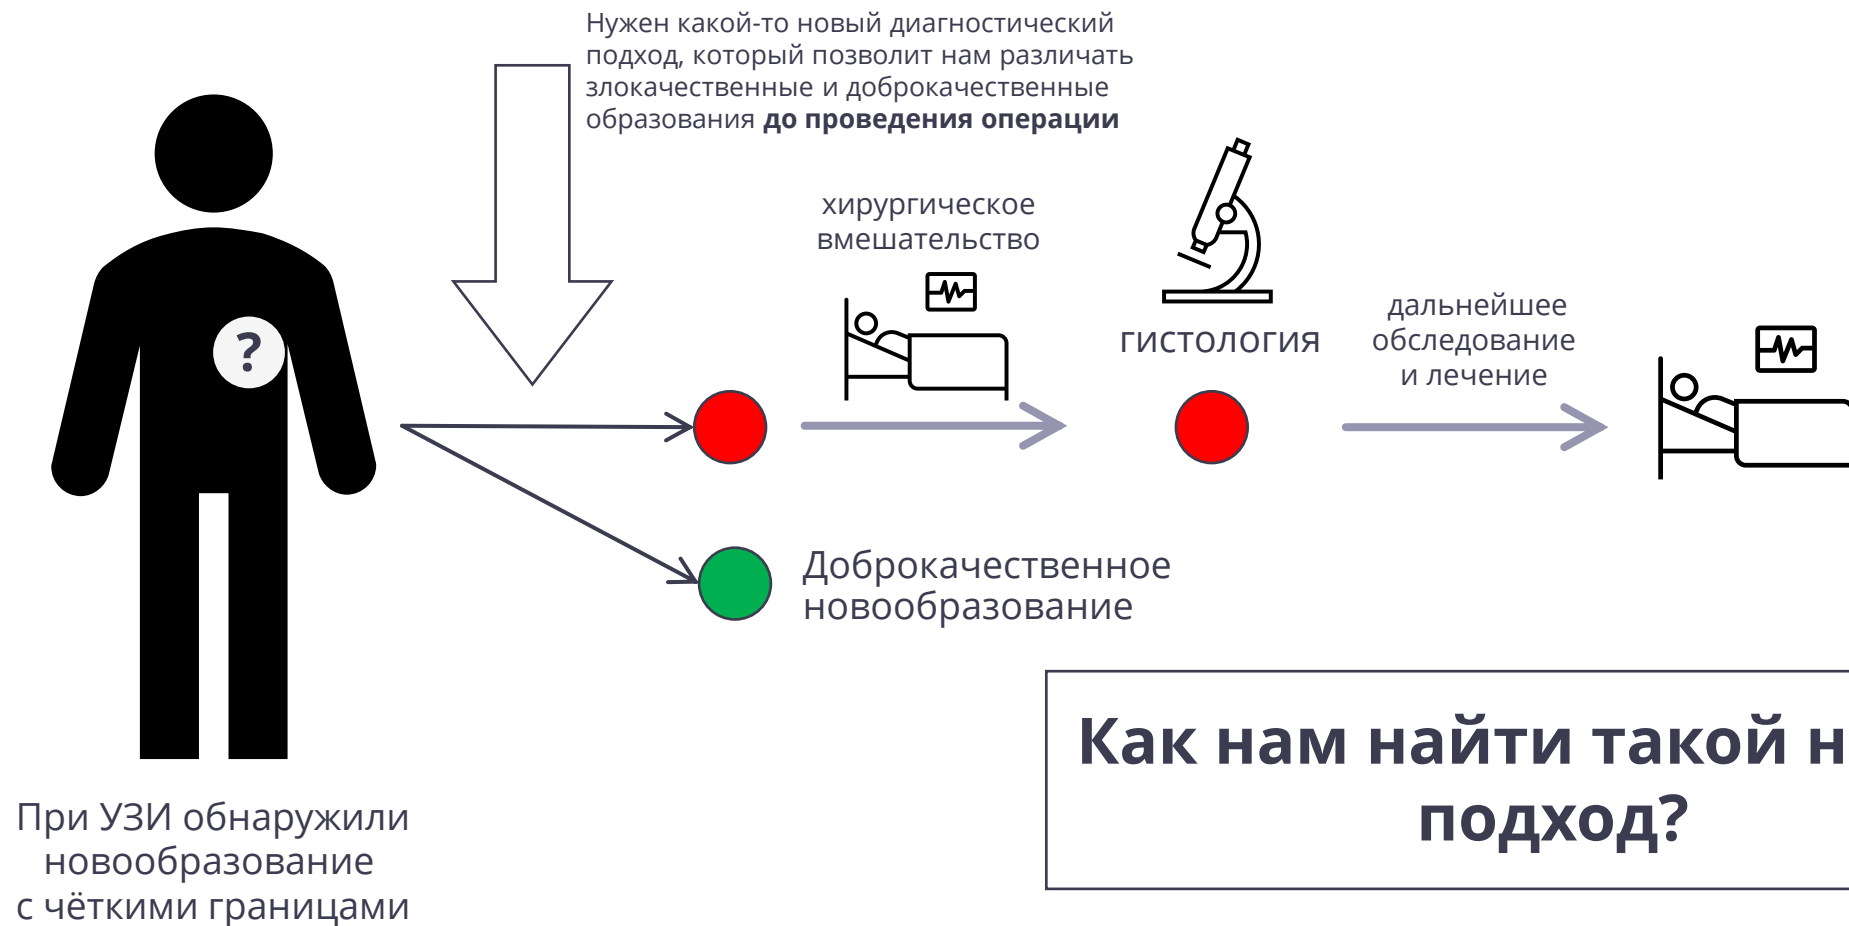 Нужен какой-то новый диагностический
подход, который позволит нам различать
злокачественные и доброкачественные
образования до проведения операции
хирургическое
вмешательство
гистология
дальнейшее
обследование
и лечение
?
Доброкачественное
новообразование
Как нам найти такой
подход?
При УЗИ обнаружили
новообразование
с чёткими границами